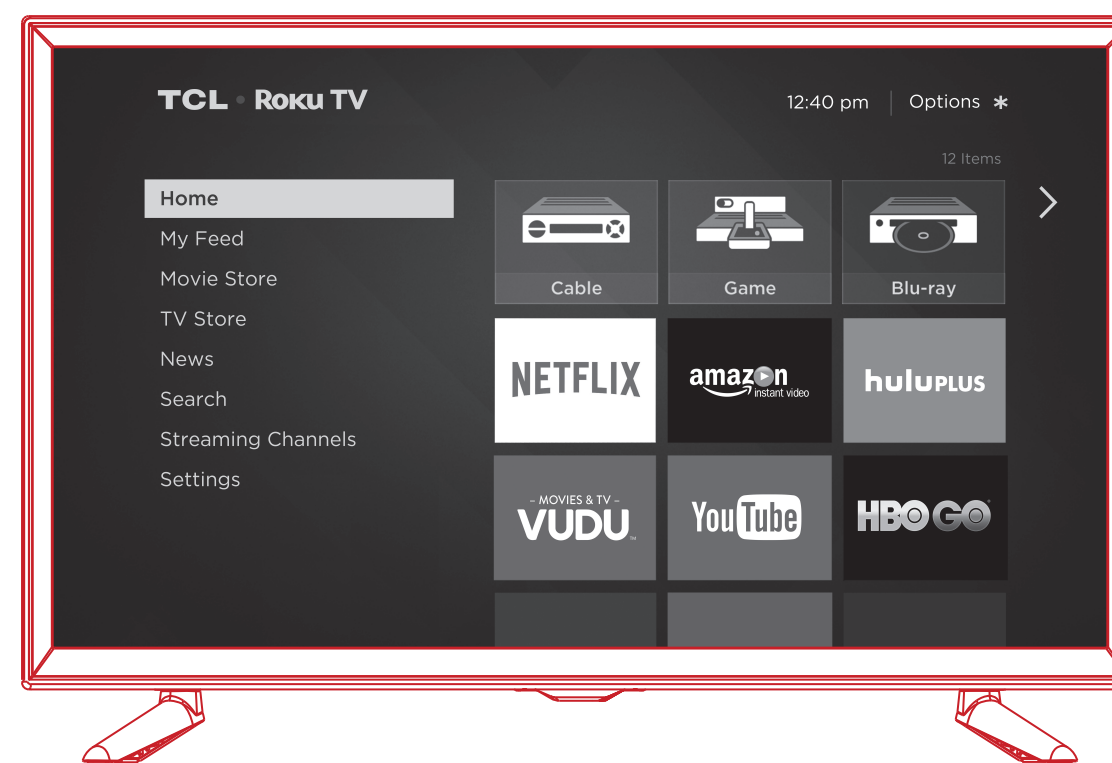 TCL • Roku TV
12:40 pm | Options *
12 Items
Home
My Feed
Movie Store
TV Store
News
Search
Streaming Channels
Settings
Cable
Game
Blu-ray
NETFLIX
amazon
instant video
huluPLUS
– MOVIES & TV –
VUDU™
YouTube
HBO GO